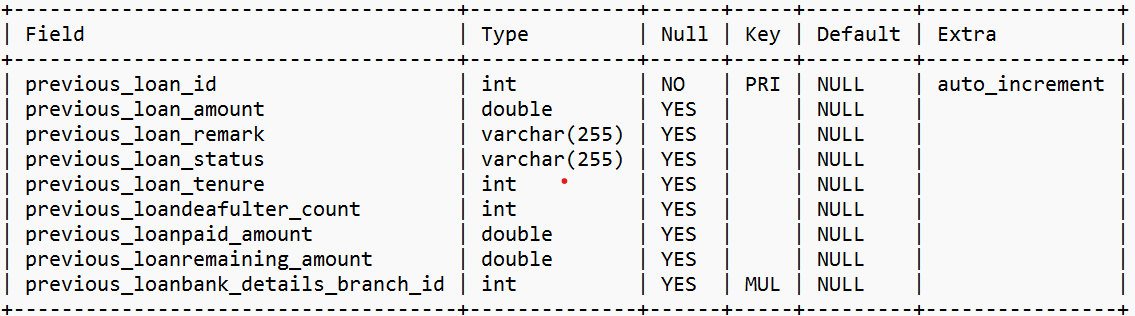 +-------------------------------------+--------------+------+-----+---------+----------------+
| Field                               | Type         | Null | Key | Default | Extra          |
+-------------------------------------+--------------+------+-----+---------+----------------+
| previous_loan_id                    | int          | NO   | PRI | NULL    | auto_increment |
| previous_loan_amount                | double       | YES  |     | NULL    |                |
| previous_loan_remark                | varchar(255) | YES  |     | NULL    |                |
| previous_loan_status                | varchar(255) | YES  |     | NULL    |                |
| previous_loan_tenure                | int          | YES  |     | NULL    |                |
| previous_loandeafulter_count        | int          | YES  |     | NULL    |                |
| previous_loanpaid_amount            | double       | YES  |     | NULL    |                |
| previous_loanremaining_amount       | double       | YES  |     | NULL    |                |
| previous_loanbank_details_branch_id | int          | YES  | MUL | NULL    |                |
+-------------------------------------+--------------+------+-----+---------+----------------+